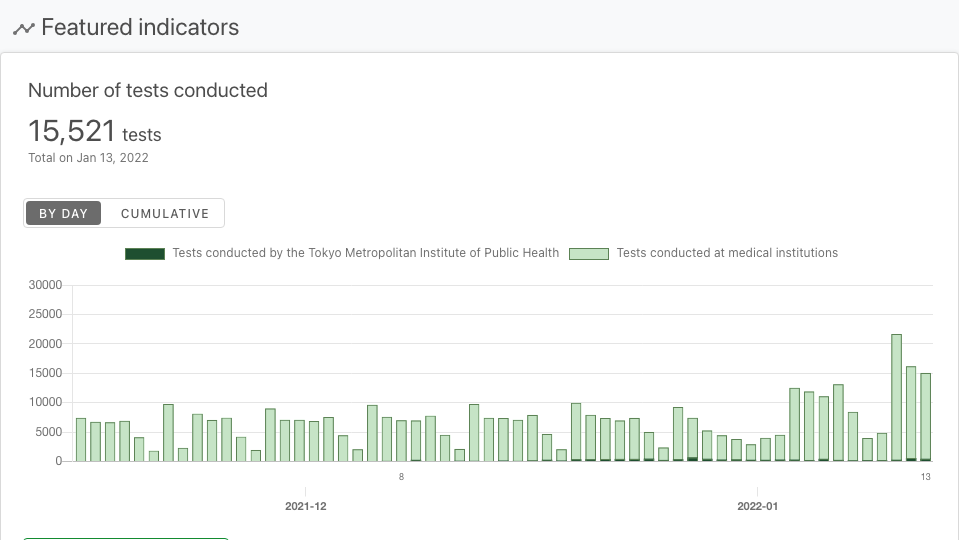 Featured indicators
Number of tests conducted
15,521 tests
Total on Jan 13, 2022
BY DAY CUMULATIVE
Tests conducted by the Tokyo Metropolitan Institute of Public Health Tests conducted at medical institutions
30000
25000
20000
15000
10000
5000
0
8 13
2021-12 2022-01